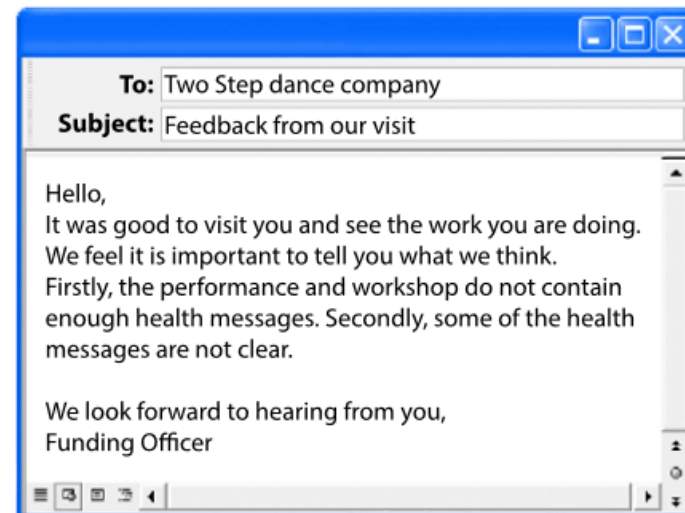 To: Two Step dance company
Subject: Feedback from our visit
Hello,
It was good to visit you and see the work you are doing.
We feel it is important to tell you what we think.
Firstly, the performance and workshop do not contain
enough health messages. Secondly, some of the health
messages are not clear.
We look forward to hearing from you,
Funding Officer